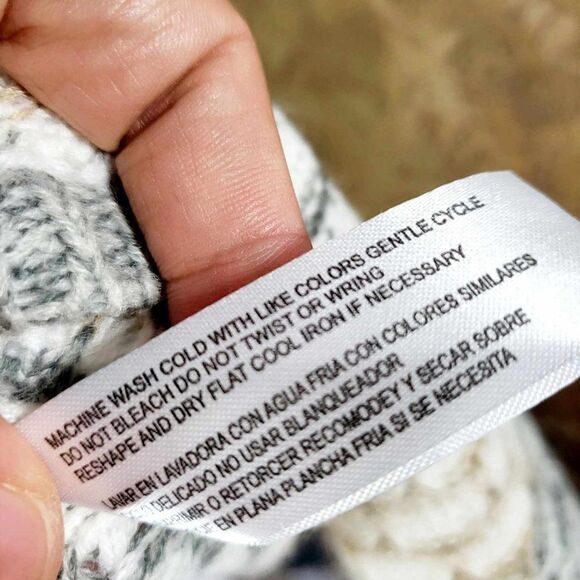 MACHINE WASH COLD WITH LIKE COLORS GENTLE CYCLE
DO NOT BLEACH DO NOT TWIST OR WRING
RESHAPE AND DRY FLAT COOL IRON IF NECESSARY
LAVAR EN LAVADORA CON AGUA FRIA CON COLORES SIMILARES
DELICADO NO USAR BLANQUEADOR
O RETORCER RECOMODEY Y SECAR SOBRE
EN PLANA PLANCHA FRIA SI SE NECESITA